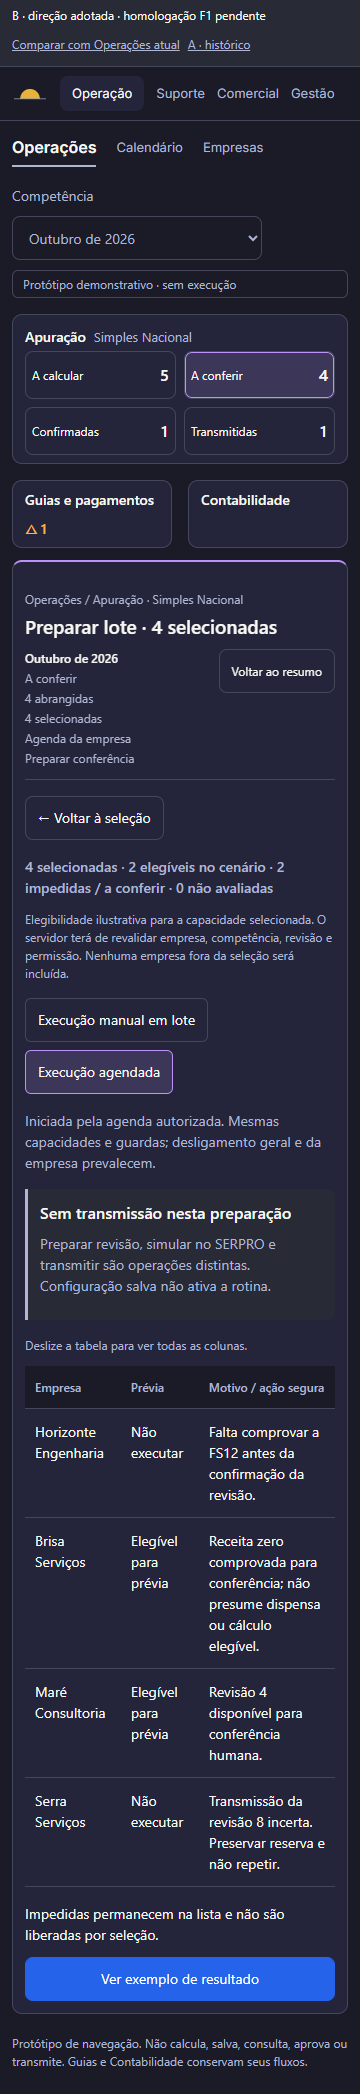 B · direção adotada · homologação F1 pendente
Comparar com Operações atual A · histórico
Operação Suporte Comercial Gestão
Operações Calendário Empresas
Competência
Outubro de 2026
Protótipo demonstrativo · sem execução
Apuração Simples Nacional
A calcular 5 A conferir 4
Confirmadas 1 Transmitidas 1
Guias e pagamentos Contabilidade
△ 1
Operações / Apuração · Simples Nacional
Preparar lote · 4 selecionadas
Outubro de 2026
A conferir
4 abrangidas
4 selecionadas
Agenda da empresa
Preparar conferência
Voltar ao resumo
← Voltar à seleção
4 selecionadas · 2 elegíveis no cenário · 2
impedidas / a conferir · 0 não avaliadas
Elegibilidade ilustrativa para a capacidade selecionada. O
servidor terá de revalidar empresa, competência, revisão e
permissão. Nenhuma empresa fora da seleção será
incluída.
Execução manual em lote
Execução agendada
Iniciada pela agenda autorizada. Mesmas
capacidades e guardas; desligamento geral e da
empresa prevalecem.
Sem transmissão nesta preparação
Preparar revisão, simular no SERPRO e
transmitir são operações distintas.
Configuração salva não ativa a rotina.
Deslize a tabela para ver todas as colunas.
Empresa Prévia Motivo / ação segura
Horizonte
Engenharia
Não
executar
Falta comprovar a
FS12 antes da
confirmação da
revisão.
Brisa
Serviços
Elegível
para
prévia
Receita zero
comprovada para
conferência; não
presume dispensa
ou cálculo
elegível.
Maré
Consultoria
Elegível
para
prévia
Revisão 4
disponível para
conferência
humana.
Serra
Serviços
Não
executar
Transmissão da
revisão 8 incerta.
Preservar reserva e
não repetir.
Impedidas permanecem na lista e não são
liberadas por seleção.
Ver exemplo de resultado
Protótipo de navegação. Não calcula, salva, consulta, aprova ou
transmite. Guias e Contabilidade conservam seus fluxos.